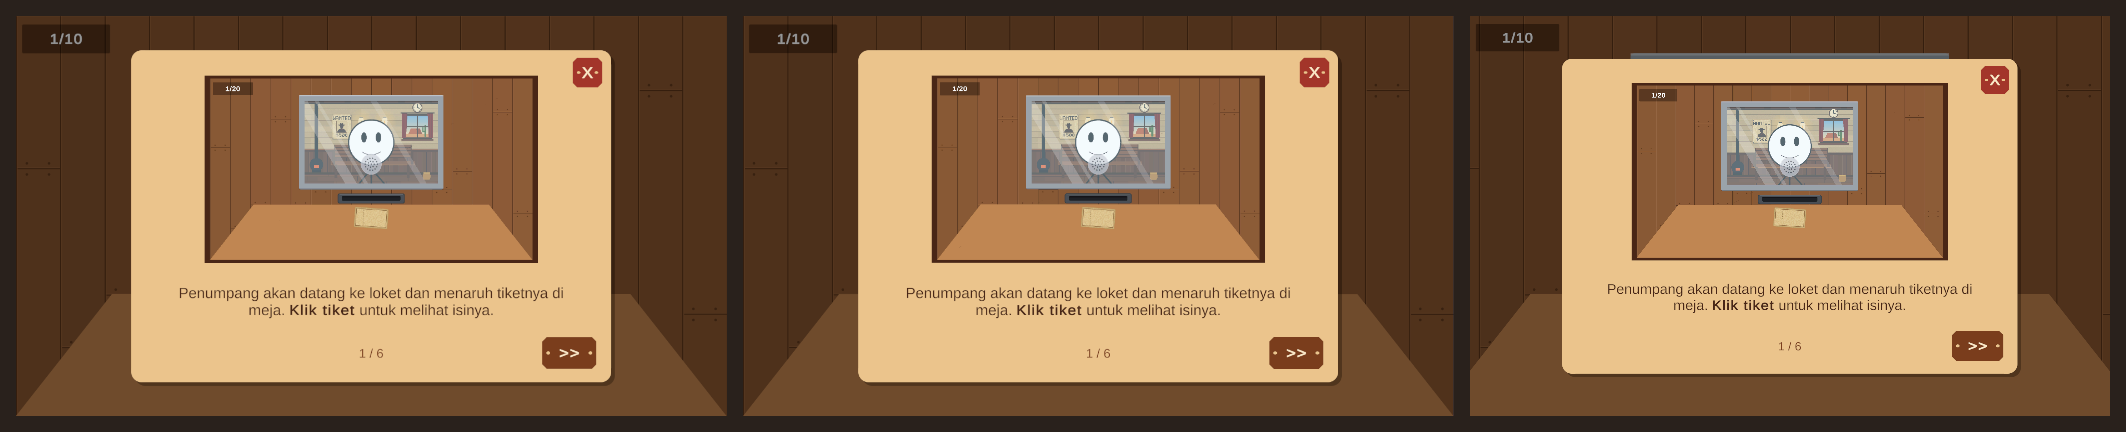 1/10
X
1/20
Penumpang akan datang ke loket dan menaruh tiketnya di
meja. Klik tiket untuk melihat isinya.
1 / 6
>>
1/10
X
1/20
Penumpang akan datang ke loket dan menaruh tiketnya di
meja. Klik tiket untuk melihat isinya.
1 / 6
>>
1/10
X
1/20
Penumpang akan datang ke loket dan menaruh tiketnya di
meja. Klik tiket untuk melihat isinya.
1 / 6
>>